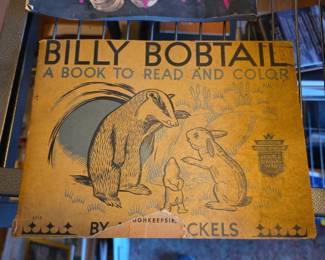 BILLY BOBTAIL
A BOOK TO READ AND COLOR
BY
CKELS